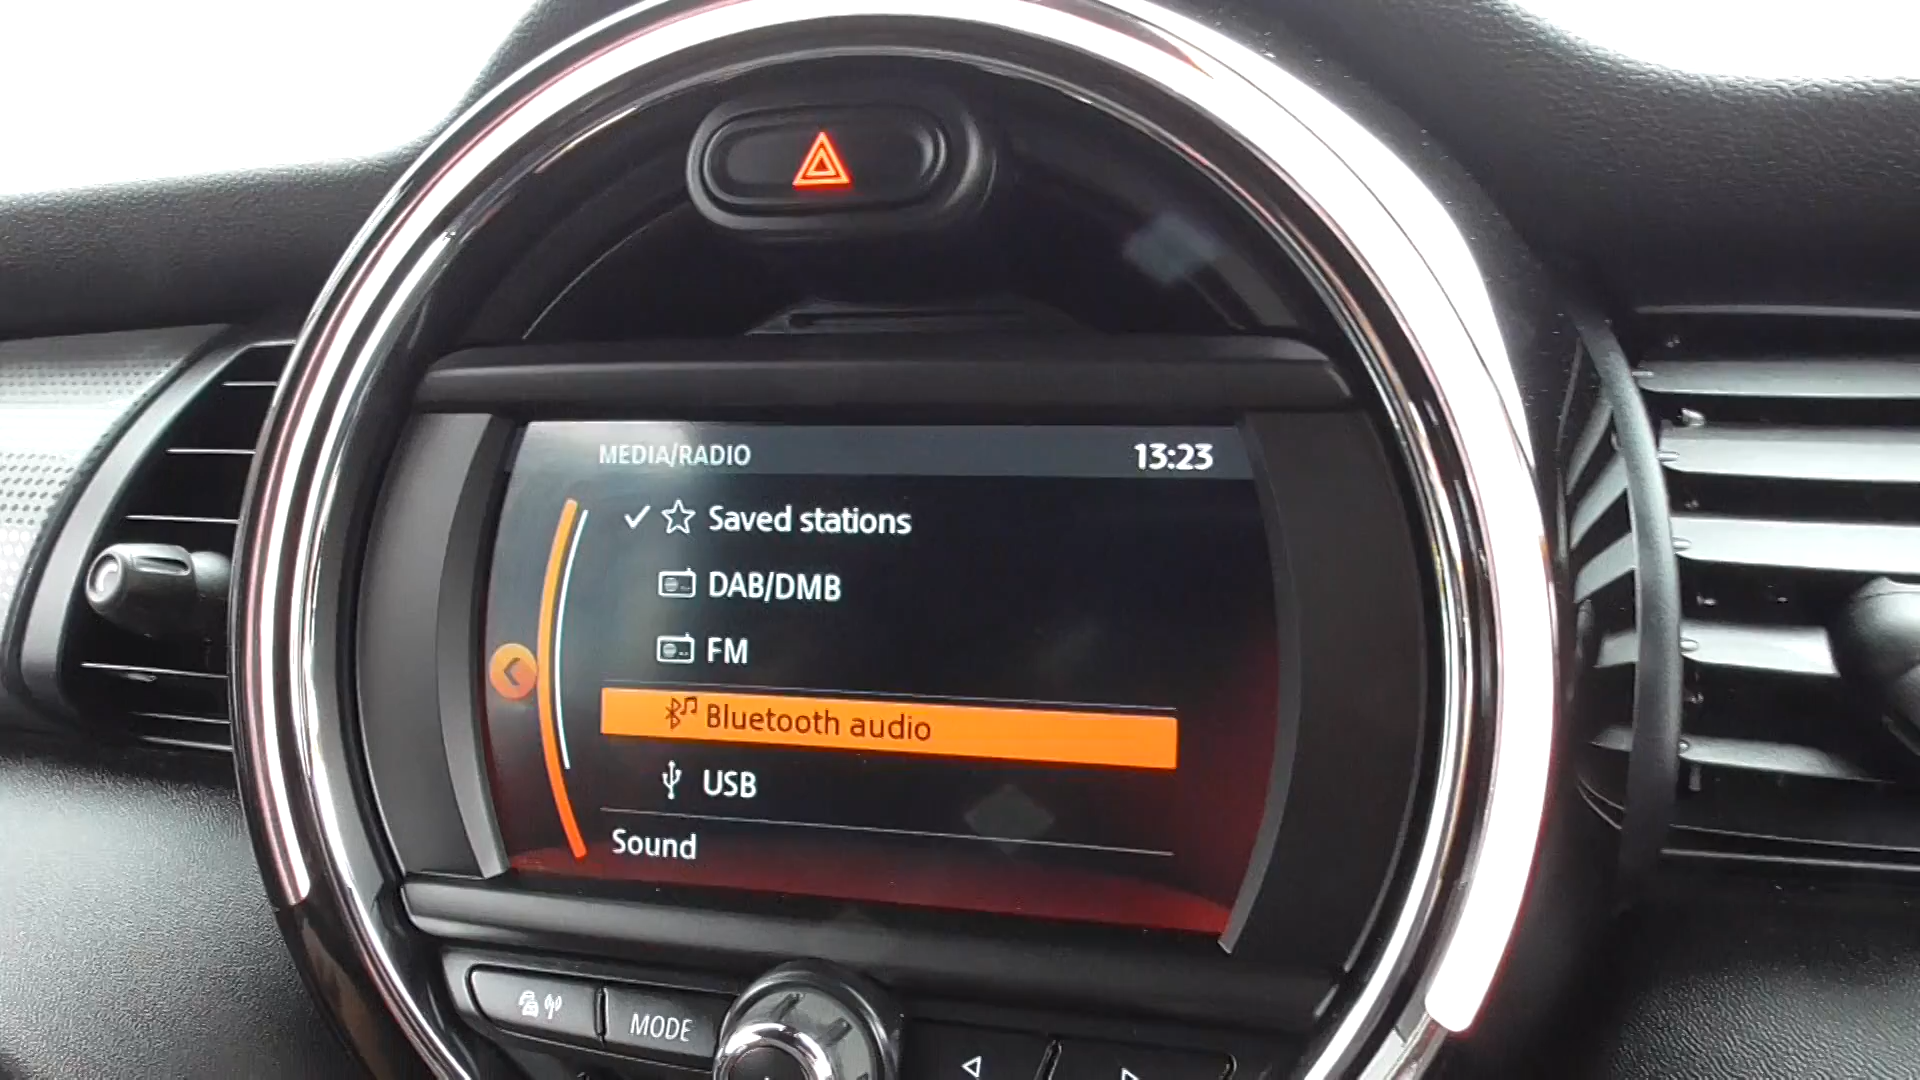 MEDIA/RADIO 13:23
Saved stations
DAB/DMB
FM
Bluetooth audio
USB
Sound
MODE